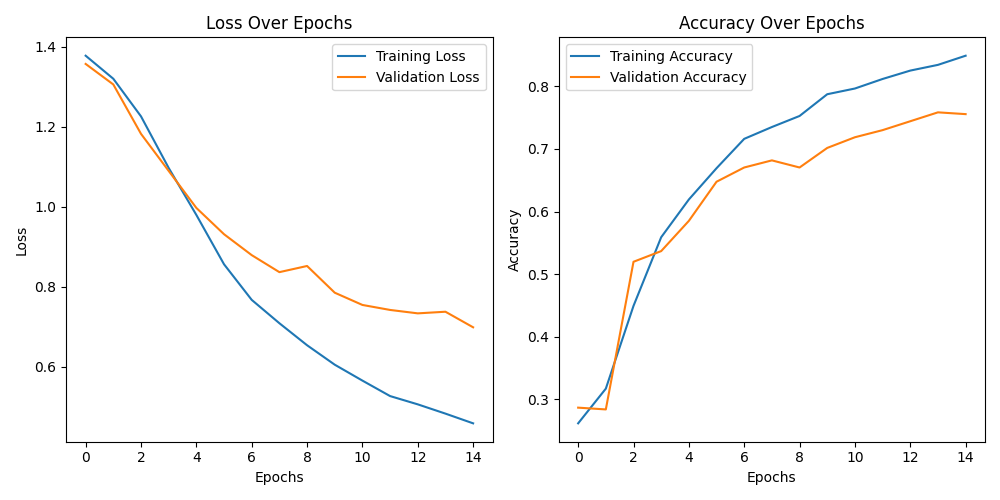 Loss Over Epochs
Training Loss
Validation Loss
1.4
1.2
1.0
0.8
0.6
Loss
0 2 4 6 8 10 12 14
Epochs
Accuracy Over Epochs
Training Accuracy
Validation Accuracy
0.8
0.7
0.6
0.5
0.4
0.3
Accuracy
0 2 4 6 8 10 12 14
Epochs